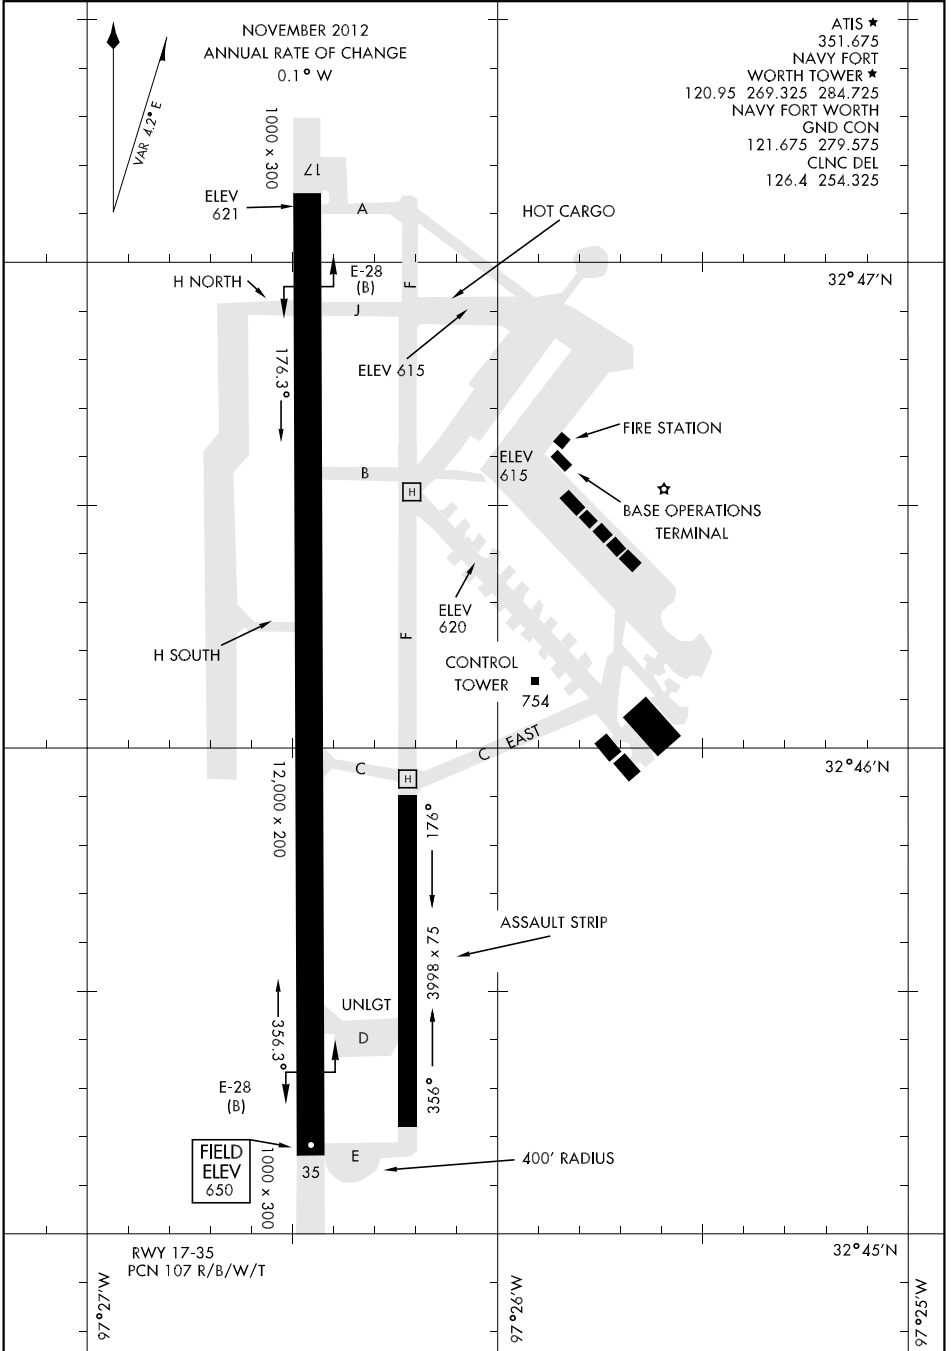 NOVEMBER 2012
ANNUAL RATE OF CHANGE
0.1° W
VAR 4.2° E
ATIS ★
351.675
NAVY FORT
WORTH TOWER ★
120.95 269.325 284.725
NAVY FORT WORTH
GND CON
121.675 279.575
CLNC DEL
126.4 254.325
1000 x 300
17
ELEV
621
A
HOT CARGO
H NORTH
E-28
(B)
F
J
32°47'N
176.3°
ELEV 615
FIRE STATION
B
ELEV
615
H
BASE OPERATIONS
TERMINAL
ELEV
620
F
H SOUTH
CONTROL
TOWER
754
C EAST
C
H
32°46'N
12,000 x 200
176°
ASSAULT STRIP
3998 x 75
UNLGT
D
356.3°
356°
E-28
(B)
FIELD
ELEV
650
1000 x 300
35
E
400' RADIUS
RWY 17-35
PCN 107 R/B/W/T
32°45'N
97°27'W
97°26'W
97°25'W